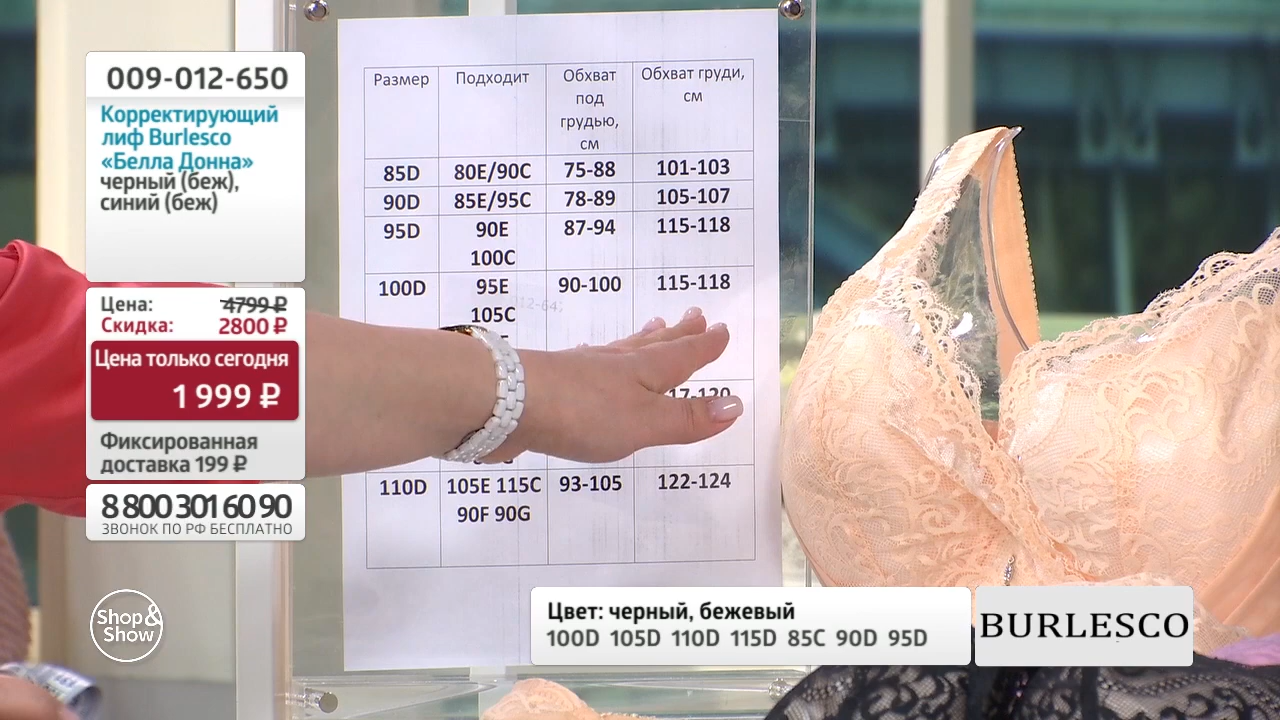 009-012-650
Корректирующий
лиф Burlesco
«Белла Донна»
черный (беж),
синий (беж)
Цена: 4799 ₽
Скидка: 2800 ₽
Цена только сегодня
1 999 ₽
Фиксированная
доставка 199 ₽
8 800 301 60 90
ЗВОНОК ПО РФ БЕСПЛАТНО
Shop&
Show
Размер Подходит Обхват под грудью, см Обхват груди, см
85D 80E/90C 75-88 101-103
90D 85E/95C 78-89 105-107
95D 90E 87-94 115-118
100C
100D 95E 90-100 115-118
105C
110D 105E 115C 93-105 122-124
90F 90G
Цвет: черный, бежевый
100D 105D 110D 115D 85C 90D 95D
BURLESCO